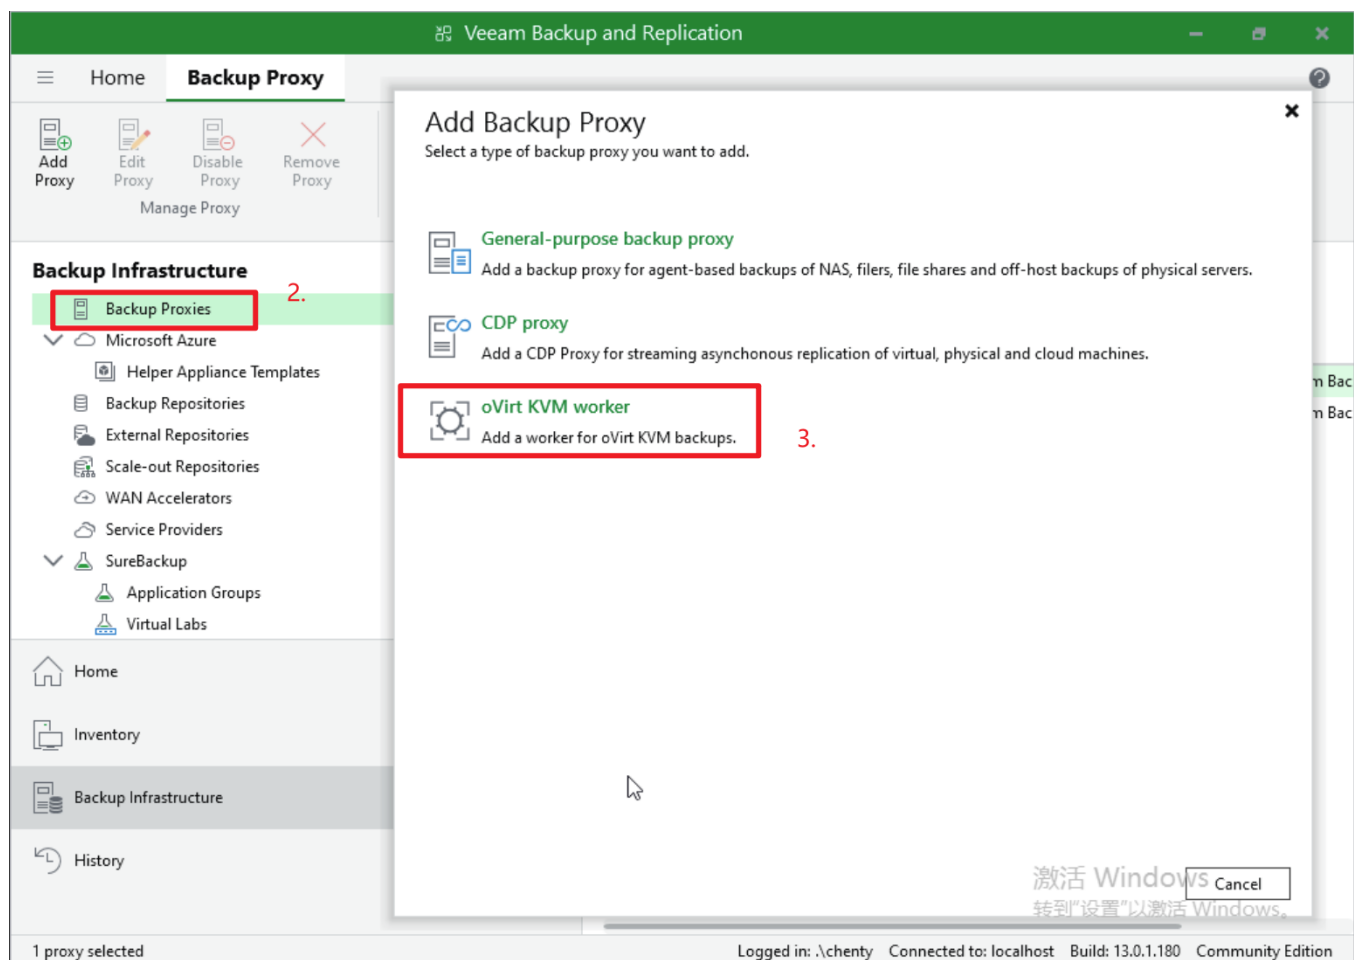 Veeam Backup and Replication
Home
Backup Proxy
Add Proxy
Edit Proxy
Disable Proxy
Remove Proxy
Manage Proxy
Backup Infrastructure
2.
Backup Proxies
Microsoft Azure
Helper Appliance Templates
Backup Repositories
External Repositories
Scale-out Repositories
WAN Accelerators
Service Providers
SureBackup
Application Groups
Virtual Labs
Home
Inventory
Backup Infrastructure
History
Add Backup Proxy
Select a type of backup proxy you want to add.
General-purpose backup proxy
Add a backup proxy for agent-based backups of NAS, filers, file shares and off-host backups of physical servers.
CDP proxy
Add a CDP Proxy for streaming asynchonous replication of virtual, physical and cloud machines.
oVirt KVM worker
Add a worker for oVirt KVM backups.
3.
m Bac
m Bac
激活 Windows
转到"设置"以激活 Windows。
Cancel
1 proxy selected
Logged in: .\chenty Connected to: localhost Build: 13.0.1.180 Community Edition